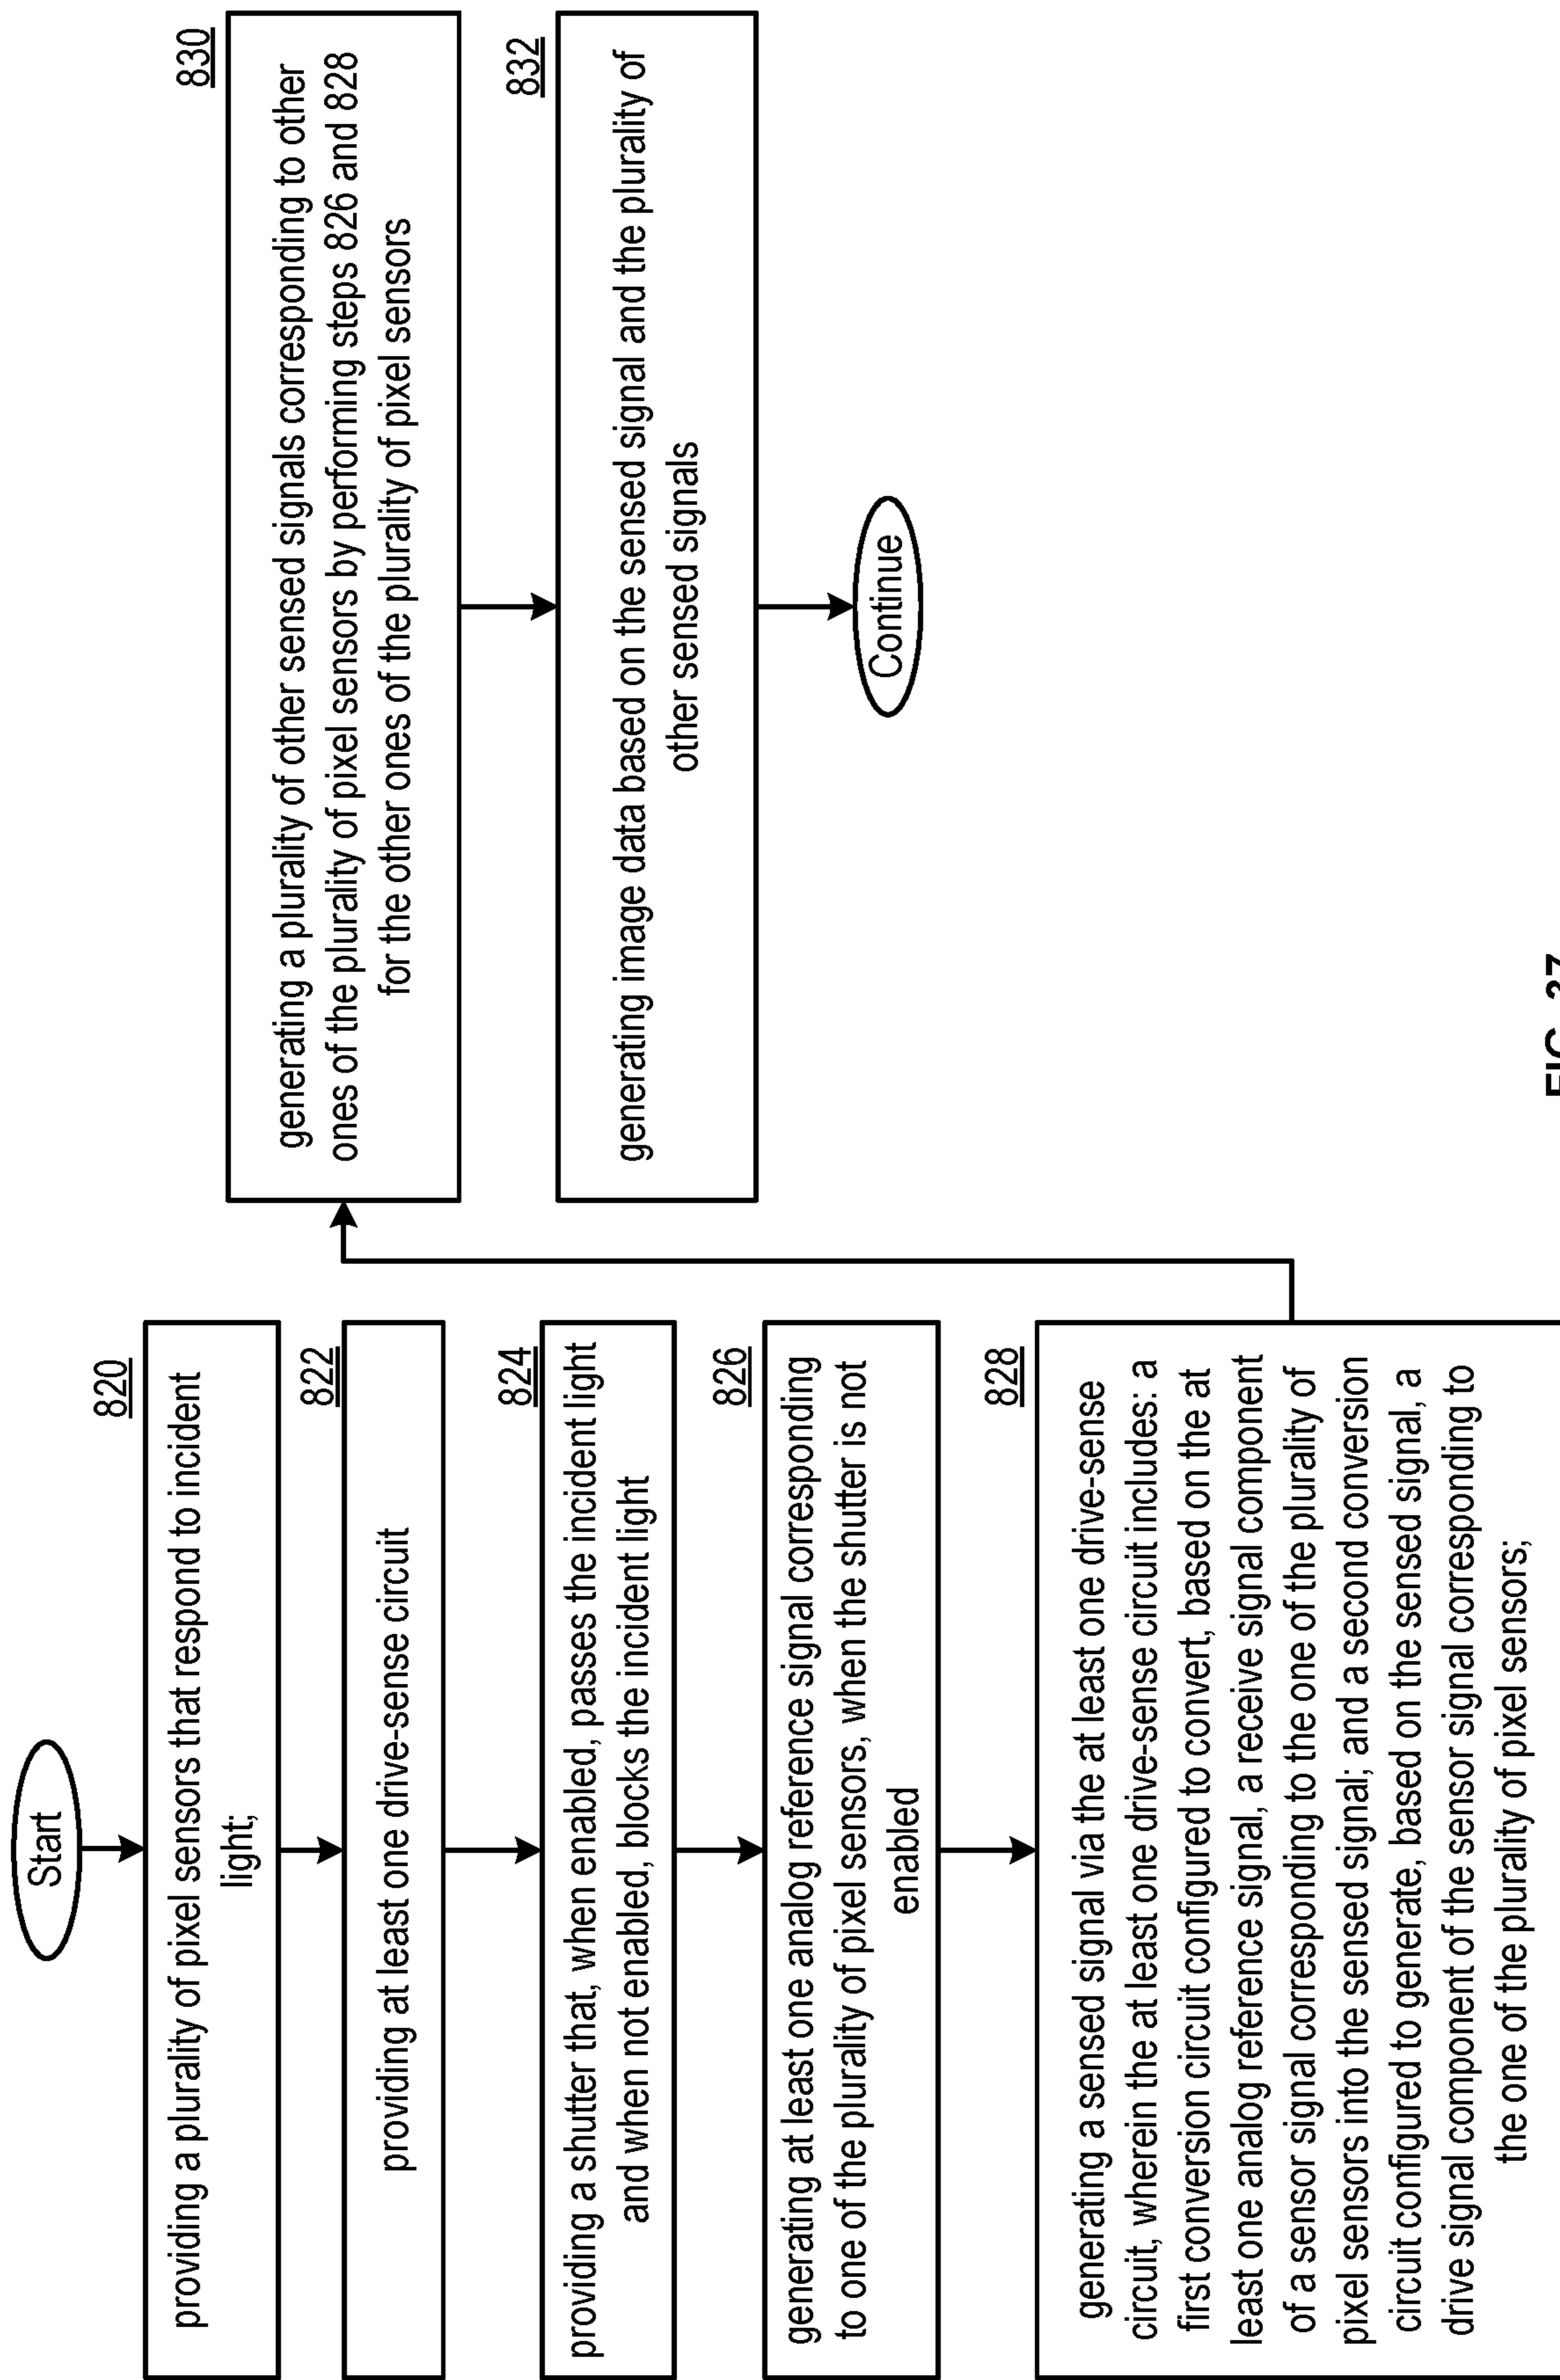 Start
820
providing a plurality of pixel sensors that respond to incident
light;
822
providing at least one drive-sense circuit
824
providing a shutter that, when enabled, passes the incident light
and when not enabled, blocks the incident light
826
generating at least one analog reference signal corresponding
to one of the plurality of pixel sensors, when the shutter is not
enabled
828
generating a sensed signal via the at least one drive-sense
circuit, wherein the at least one drive-sense circuit includes: a
first conversion circuit configured to convert, based on the at
least one analog reference signal, a receive signal component
of a sensor signal corresponding to the one of the plurality of
pixel sensors into the sensed signal; and a second conversion
circuit configured to generate, based on the sensed signal, a
drive signal component of the sensor signal corresponding to
the one of the plurality of pixel sensors;
830
generating a plurality of other sensed signals corresponding to other
ones of the plurality of pixel sensors by performing steps 826 and 828
for the other ones of the plurality of pixel sensors
832
generating image data based on the sensed signal and the plurality of
other sensed signals
Continue
FIG. 37